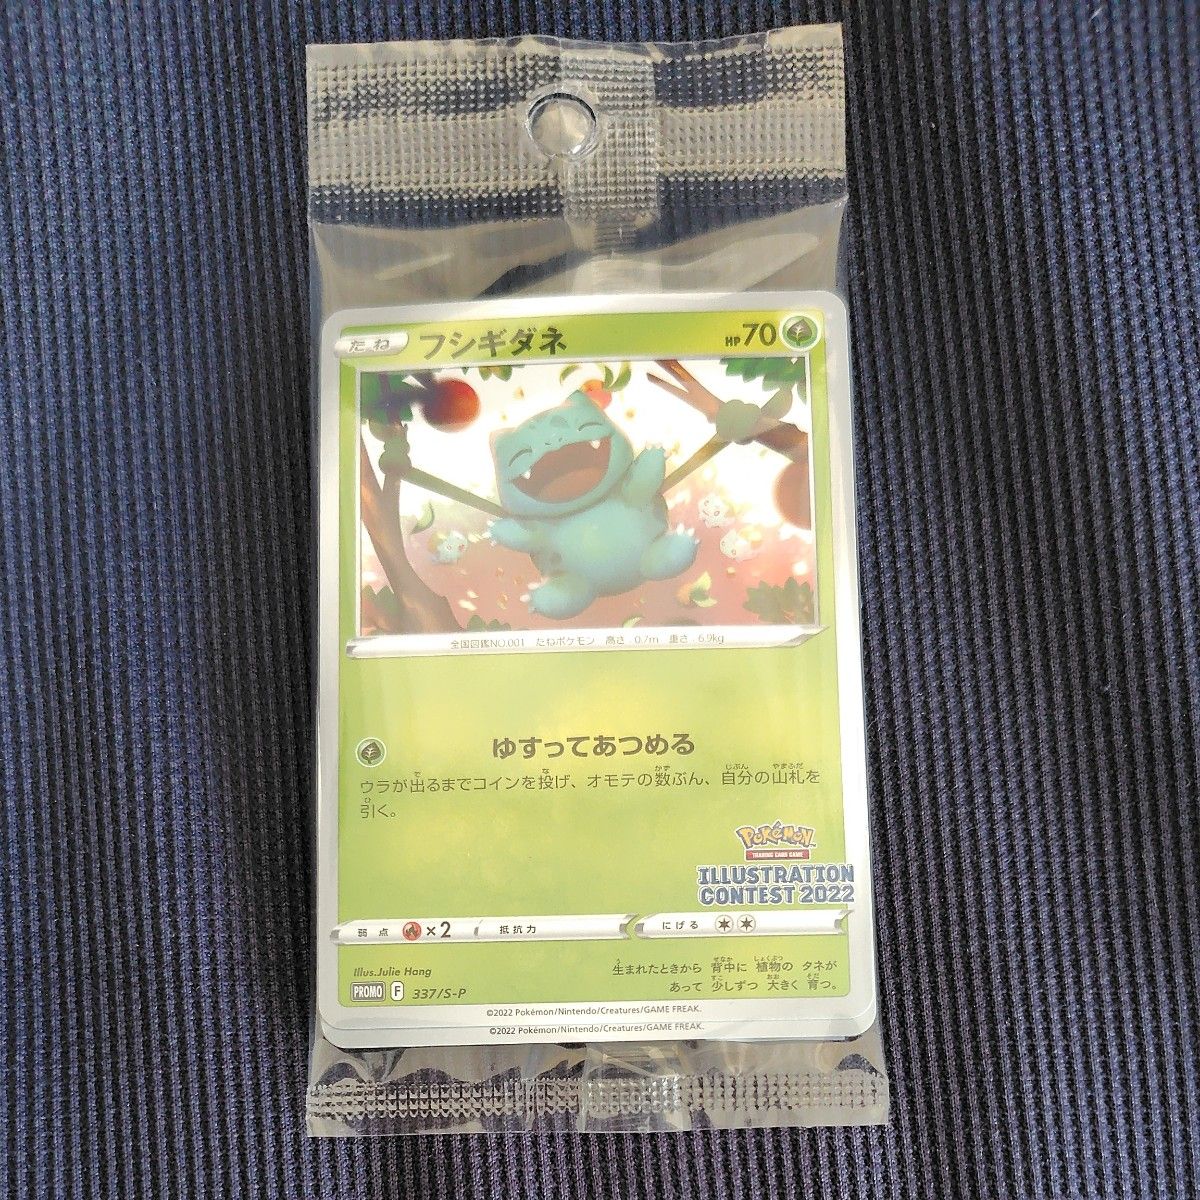 たね フシギダネ HP70
全国図鑑NO.001 たねポケモン 高さ：0.7m 重さ：6.9kg
ゆすってあつめる
ウラが出るまでコインを投げ、オモテの数ぶん、自分の山札を
引く。
Pokémon
TRADING CARD GAME
ILLUSTRATION
CONTEST 2022
弱点 ×2 抵抗力 にげる
Illus.Julie Hang
生まれたときから 背中に 植物の タネが
あって 少しずつ 大きく 育つ。
PROMO F 337/S-P
©2022 Pokémon/Nintendo/Creatures/GAME FREAK.
©2022 Pokémon/Nintendo/Creatures/GAME FREAK.